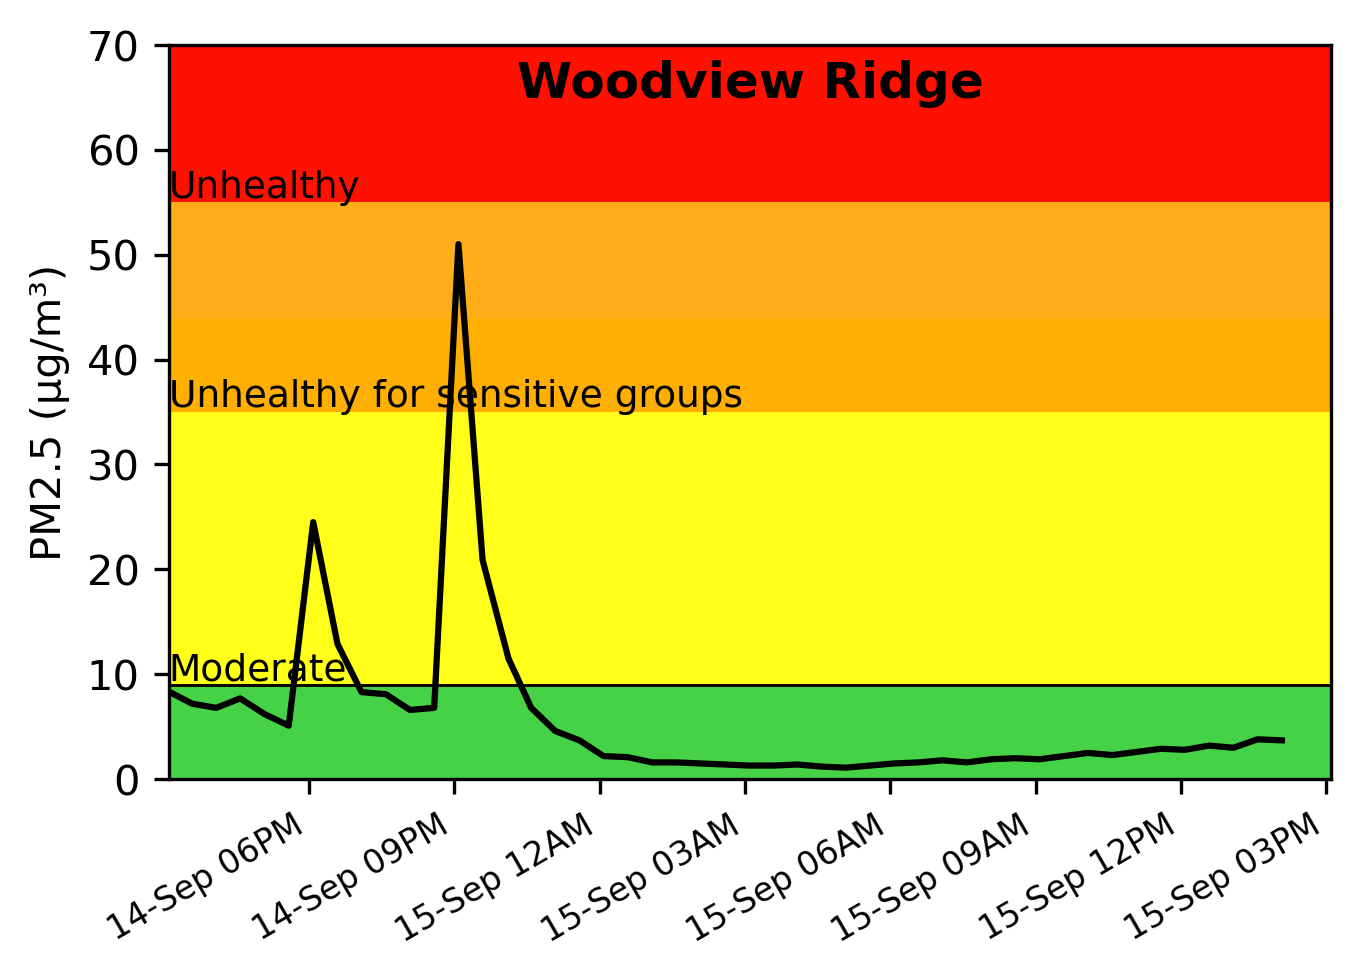 Woodview Ridge
70
60
50
40
30
20
10
0
PM2.5 (µg/m³)
Unhealthy
Unhealthy for sensitive groups
Moderate
14-Sep 06PM
14-Sep 09PM
15-Sep 12AM
15-Sep 03AM
15-Sep 06AM
15-Sep 09AM
15-Sep 12PM
15-Sep 03PM